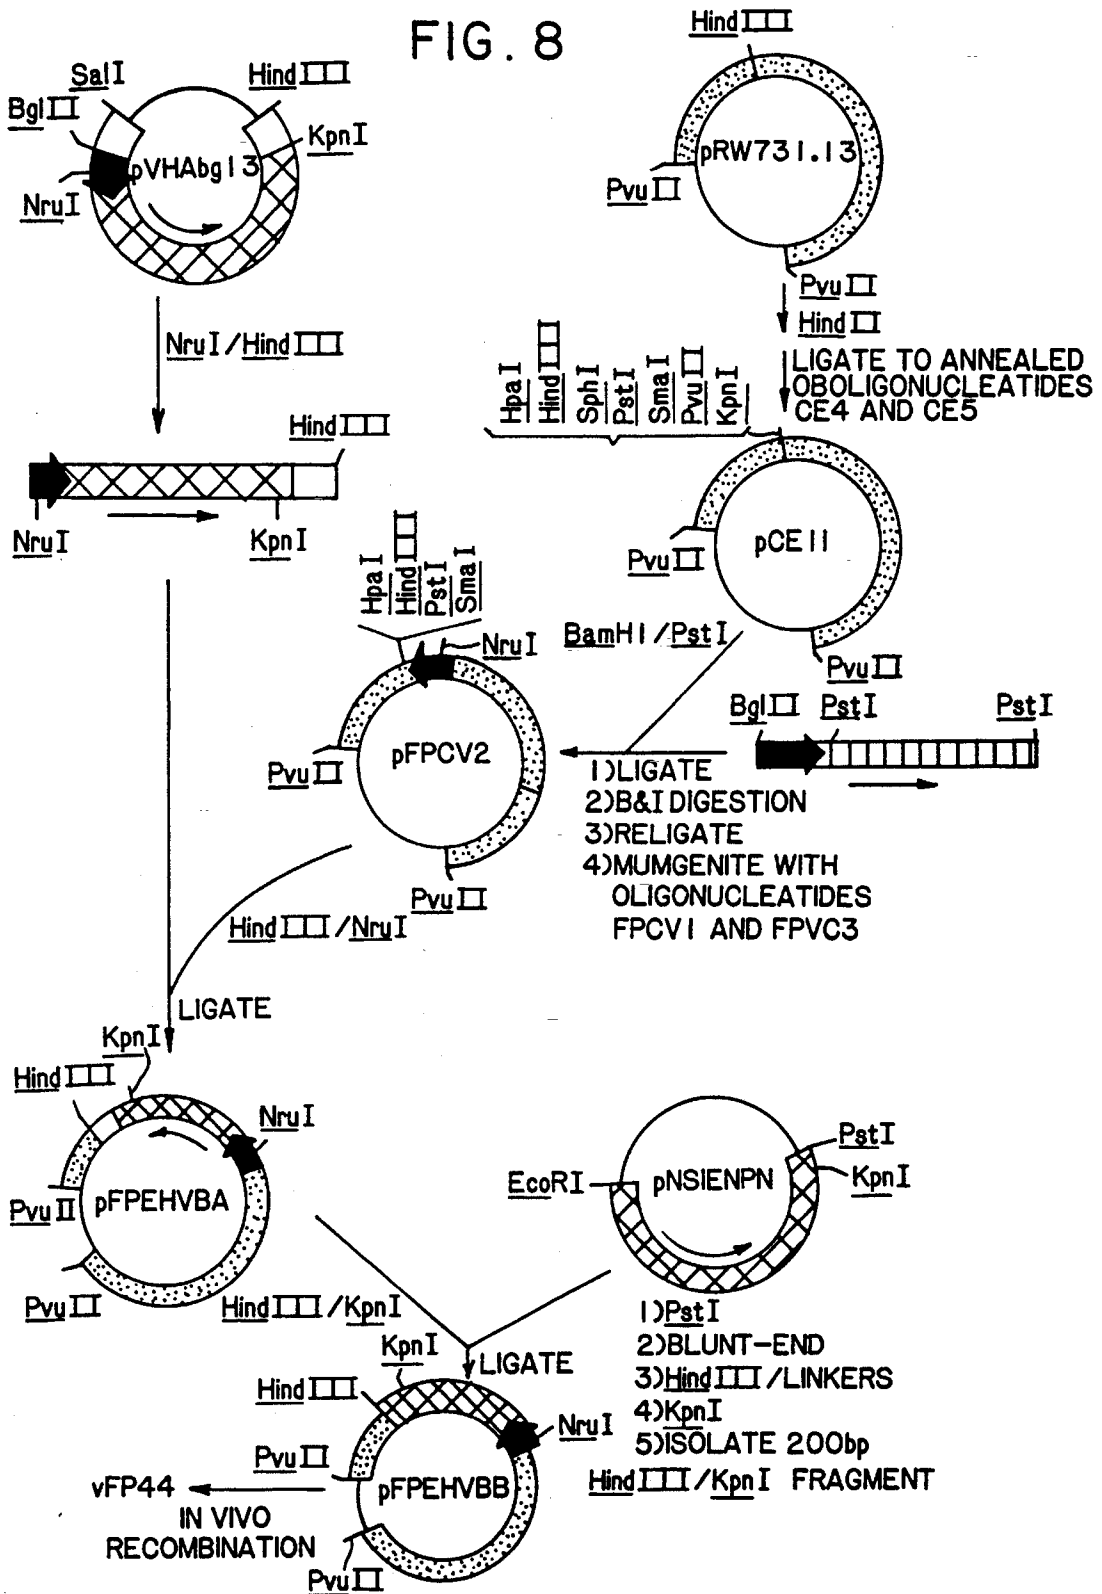 FIG. 8
SalI
HindIII
BglII
KpnI
pVHAbg13
NruI
NruI/HindIII
HindIII
NruI
KpnI
HindIII
pRW731.13
PvuII
PvuII
HindII
LIGATE TO ANNEALED
OBOLIGONUCLEATIDES
CE4 AND CE5
HpaI
HindIII
SphI
PstI
SmaI
PvuII
KpnI
pCE11
PvuII
PvuII
BamHI/PstI
BglII
PstI
PstI
HpaI
HindIII
PstI
SmaI
NruI
pFPCV2
PvuII
PvuII
1)LIGATE
2)B&I DIGESTION
3)RELIGATE
4)MUMGENITE WITH
OLIGONUCLEATIDES
FPCV1 AND FPVC3
HindIII/NruI
LIGATE
KpnI
HindIII
NruI
pFPEHVBA
PvuII
PvuII
HindIII/KpnI
PstI
KpnI
EcoRI
pNSIENPN
1)PstI
2)BLUNT-END
3)HindIII/LINKERS
4)KpnI
5)ISOLATE 200bp
HindIII/KpnI FRAGMENT
LIGATE
KpnI
HindIII
NruI
PvuII
pFPEHVBB
vFP44
IN VIVO
RECOMBINATION
PvuII